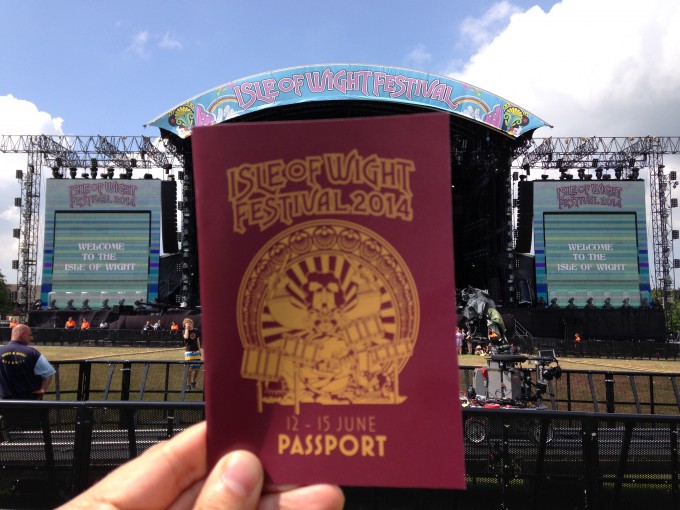 ISLE OF WIGHT FESTIVAL
ISLE OF WIGHT
FESTIVAL 2014
WELCOME
TO THE
ISLE OF WIGHT
ISLE OF WIGHT
FESTIVAL 2014
12 - 15 JUNE
PASSPORT
ISLE OF WIGHT
FESTIVAL 2014
WELCOME
TO THE
ISLE OF WIGHT